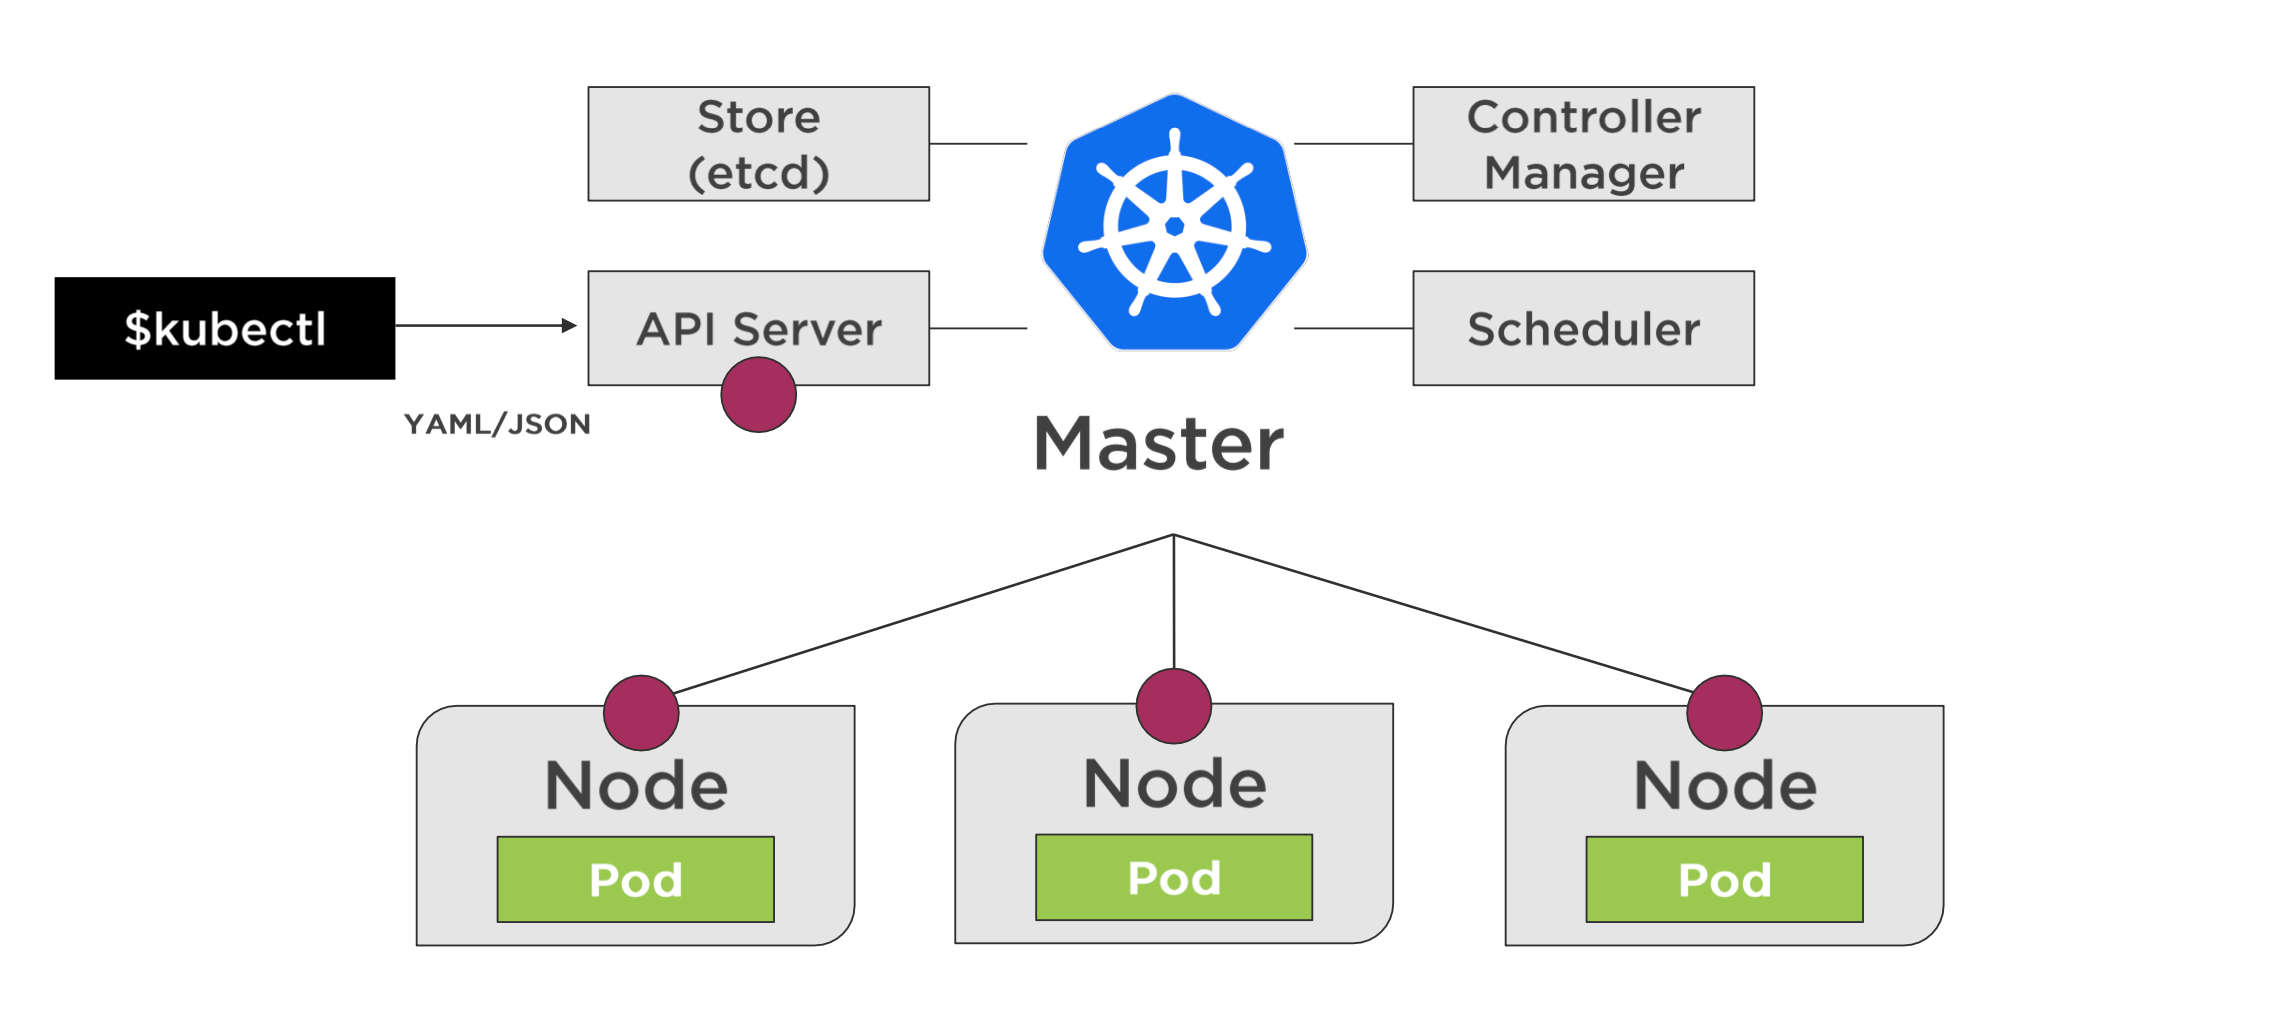 Store
(etcd)
Controller
Manager
$kubectl
API Server
Scheduler
YAML/JSON
Master
Node
Pod
Node
Pod
Node
Pod